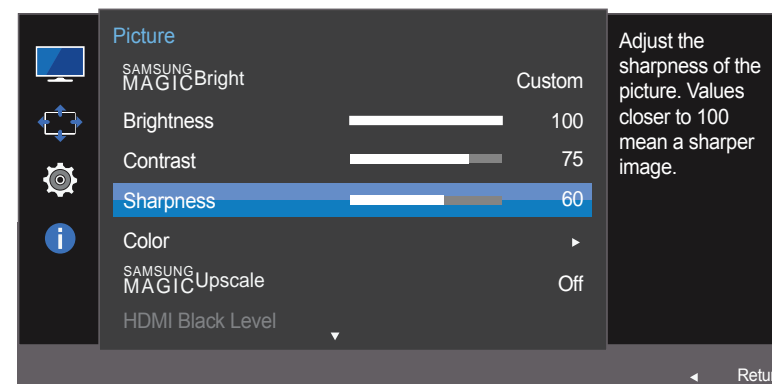 Picture
SAMSUNG
MAGICBright Custom
Brightness 100
Contrast 75
Sharpness 60
Color
SAMSUNG
MAGICUpscale Off
HDMI Black Level
Adjust the
sharpness of the
picture. Values
closer to 100
mean a sharper
image.
i